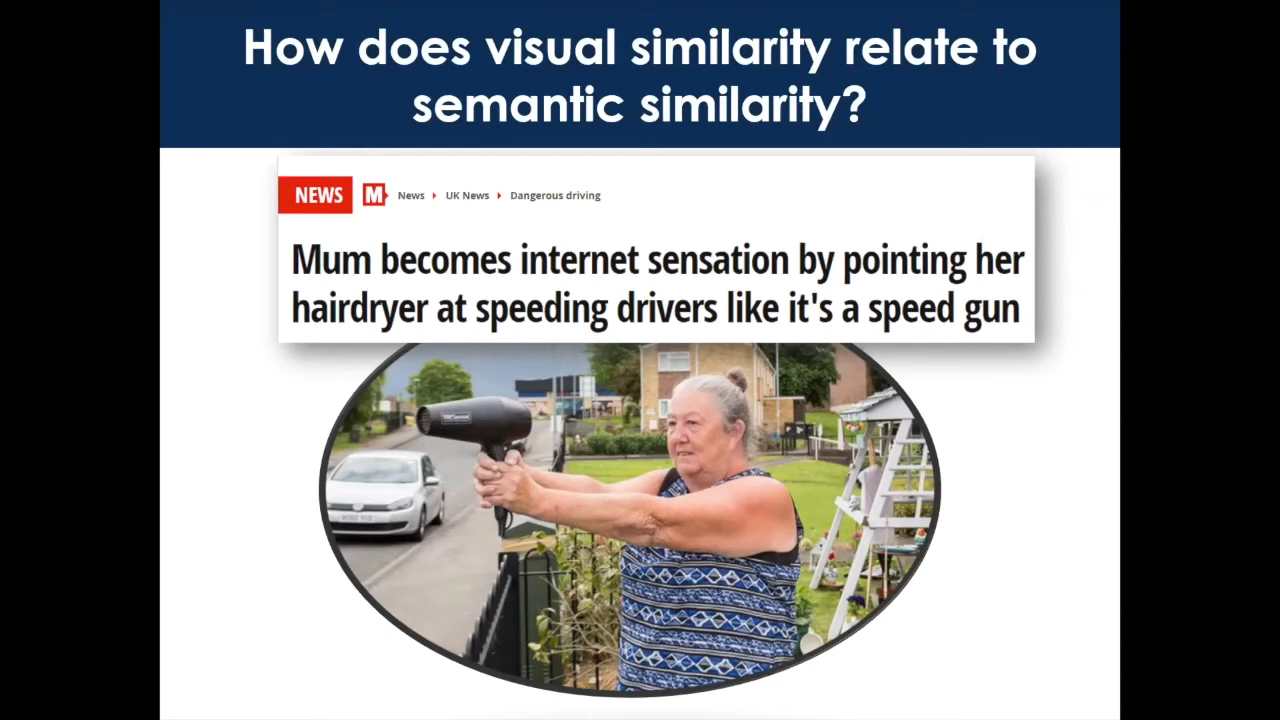 How does visual similarity relate to
semantic similarity?
NEWS M News UK News Dangerous driving
Mum becomes internet sensation by pointing her
hairdryer at speeding drivers like it's a speed gun